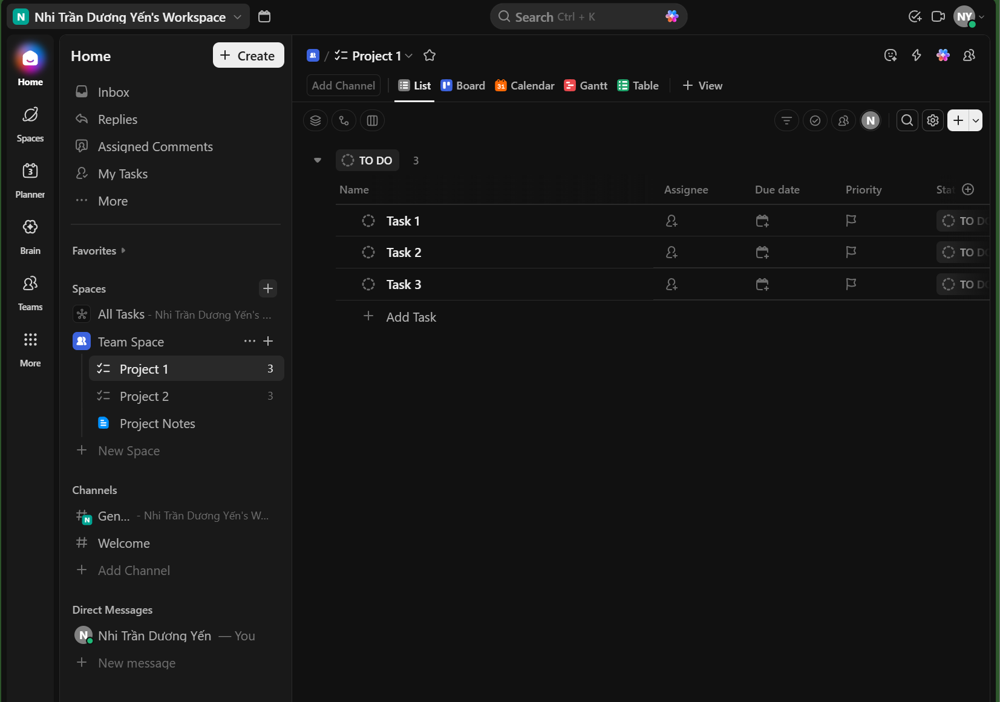 N Nhi Trần Dương Yến's Workspace
Search Ctrl + K
NY
Home
Spaces
3
Planner
Brain
Teams
More
Home
+ Create
Inbox
Replies
Assigned Comments
My Tasks
More
Favorites
Spaces
All Tasks - Nhi Trần Dương Yến's ...
Team Space
Project 1 3
Project 2 3
Project Notes
+ New Space
Channels
# N Gen... - Nhi Trần Dương Yến's W...
# Welcome
+ Add Channel
Direct Messages
N Nhi Trần Dương Yến — You
+ New message
/ Project 1
Add Channel
List
Board
31 Calendar
Gantt
Table
+ View
N
TO DO 3
Name Assignee Due date Priority Stat
Task 1 TO DO
Task 2 TO DO
Task 3 TO DO
+ Add Task